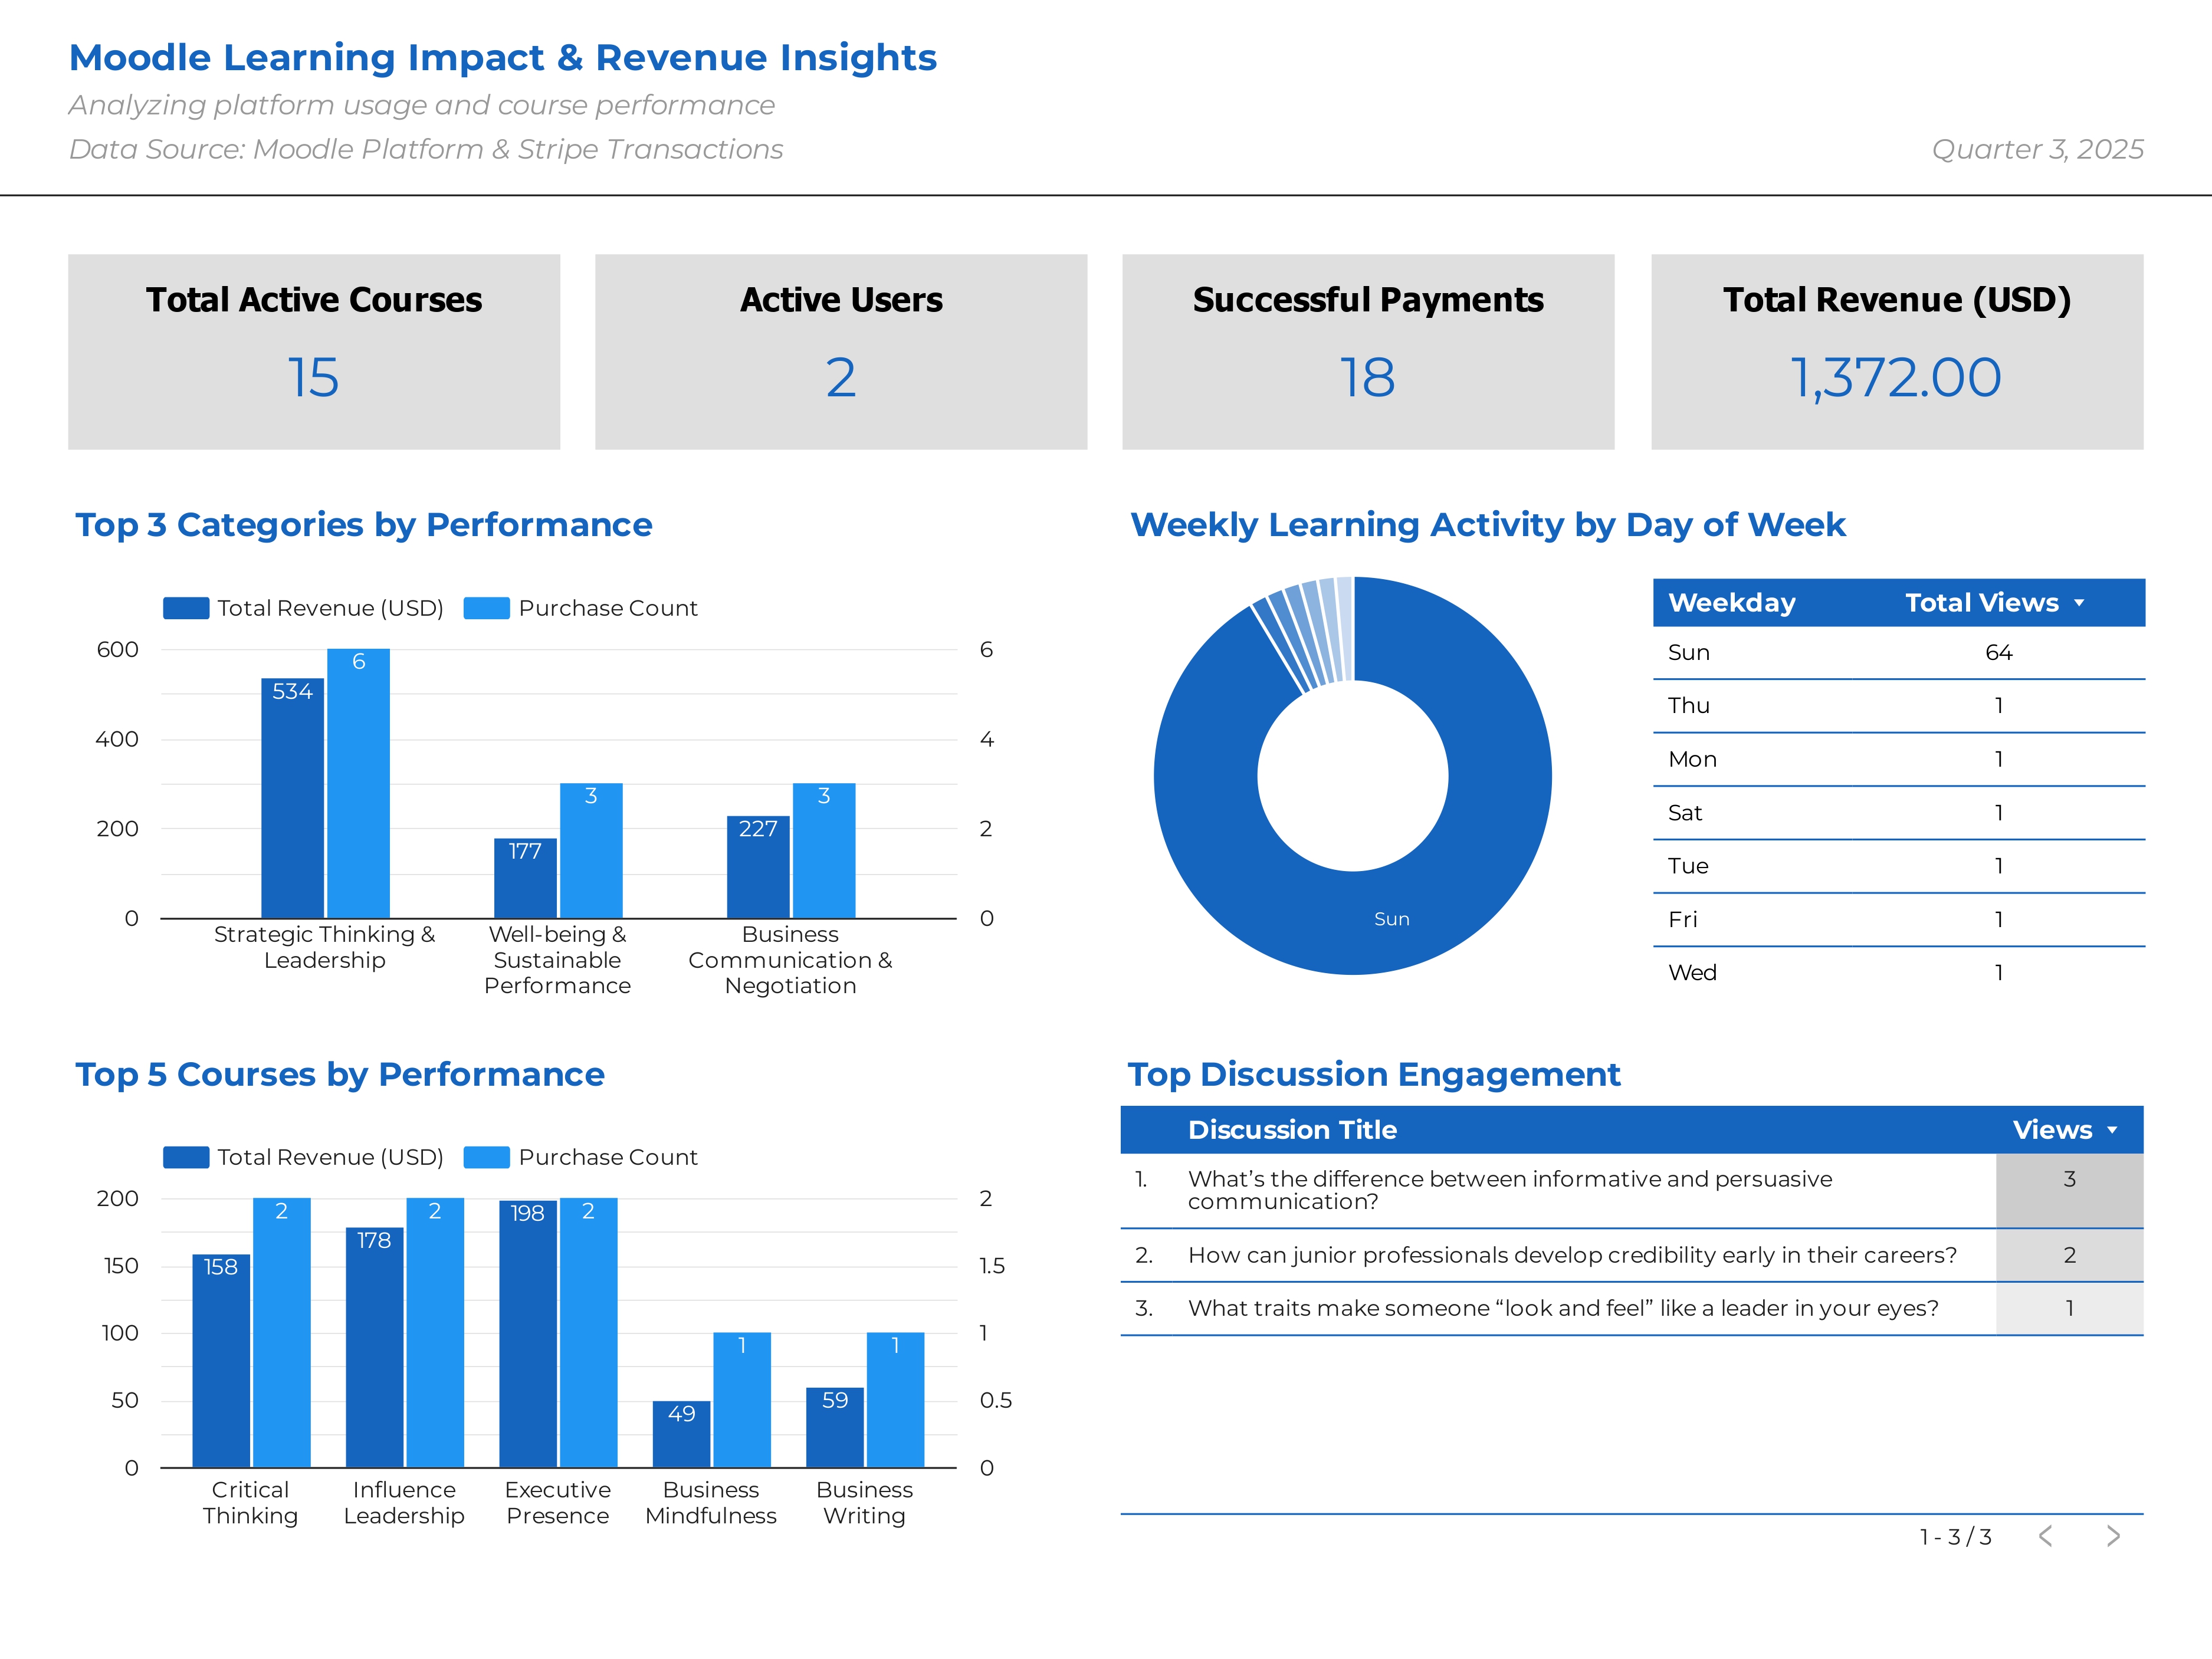 Moodle Learning Impact & Revenue Insights
Analyzing platform usage and course performance
Data Source: Moodle Platform & Stripe Transactions
Quarter 3, 2025
Total Active Courses
15
Active Users
2
Successful Payments
18
Total Revenue (USD)
1,372.00
Top 3 Categories by Performance
Total Revenue (USD) Purchase Count
600
400
200
0
6
4
2
0
534
6
177
3
227
3
Strategic Thinking &
Leadership
Well-being &
Sustainable
Performance
Business
Communication &
Negotiation
Weekly Learning Activity by Day of Week
Sun
Weekday Total Views
Sun 64
Thu 1
Mon 1
Sat 1
Tue 1
Fri 1
Wed 1
Top 5 Courses by Performance
Total Revenue (USD) Purchase Count
200
150
100
50
0
2
1.5
1
0.5
0
158
2
178
2
198
2
49
1
59
1
Critical
Thinking
Influence
Leadership
Executive
Presence
Business
Mindfulness
Business
Writing
Top Discussion Engagement
Discussion Title Views
1. What’s the difference between informative and persuasive 3
communication?
2. How can junior professionals develop credibility early in their careers? 2
3. What traits make someone “look and feel” like a leader in your eyes? 1
1 - 3 / 3 < >